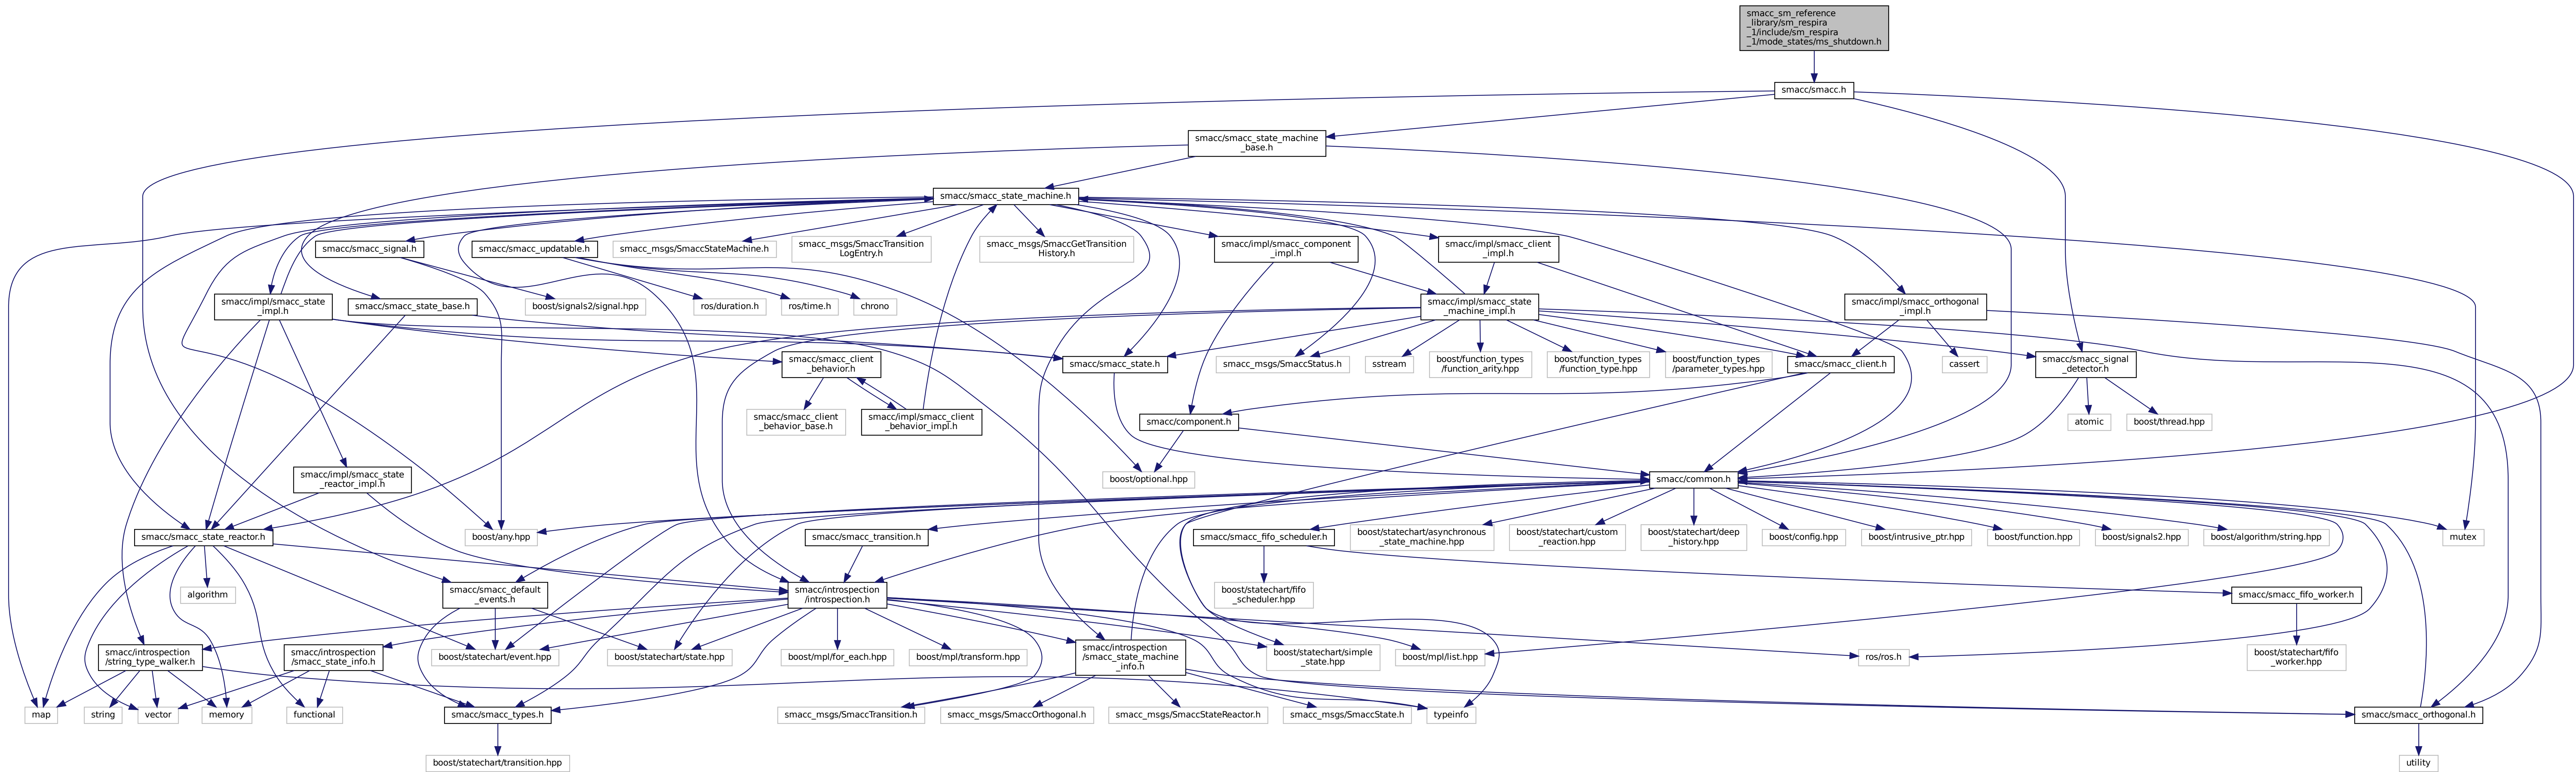 smacc_sm_reference
_library/sm_respira
_1/include/sm_respira
_1/mode_states/ms_shutdown.h
smacc/smacc.h
smacc/smacc_state_machine
_base.h
smacc/smacc_state_machine.h
smacc/smacc_signal.h
smacc/smacc_updatable.h
smacc_msgs/SmaccStateMachine.h
smacc_msgs/SmaccTransition
LogEntry.h
smacc_msgs/SmaccGetTransition
History.h
smacc/impl/smacc_component
_impl.h
smacc/impl/smacc_client
_impl.h
smacc/impl/smacc_state
_impl.h
smacc/smacc_state_base.h
boost/signals2/signal.hpp
ros/duration.h
ros/time.h
chrono
smacc/impl/smacc_state
_machine_impl.h
smacc/impl/smacc_orthogonal
_impl.h
smacc/smacc_client
_behavior.h
smacc/smacc_state.h
smacc_msgs/SmaccStatus.h
sstream
boost/function_types
/function_arity.hpp
boost/function_types
/function_type.hpp
boost/function_types
/parameter_types.hpp
smacc/smacc_client.h
cassert
smacc/smacc_signal
_detector.h
smacc/smacc_client
_behavior_base.h
smacc/impl/smacc_client
_behavior_impl.h
smacc/component.h
atomic
boost/thread.hpp
smacc/impl/smacc_state
_reactor_impl.h
boost/optional.hpp
smacc/common.h
smacc/smacc_state_reactor.h
boost/any.hpp
smacc/smacc_transition.h
smacc/smacc_fifo_scheduler.h
boost/statechart/asynchronous
_state_machine.hpp
boost/statechart/custom
_reaction.hpp
boost/statechart/deep
_history.hpp
boost/config.hpp
boost/intrusive_ptr.hpp
boost/function.hpp
boost/signals2.hpp
boost/algorithm/string.hpp
mutex
algorithm
smacc/smacc_default
_events.h
smacc/introspection
/introspection.h
boost/statechart/fifo
_scheduler.hpp
smacc/smacc_fifo_worker.h
smacc/introspection
/string_type_walker.h
smacc/introspection
/smacc_state_info.h
boost/statechart/event.hpp
boost/statechart/state.hpp
boost/mpl/for_each.hpp
boost/mpl/transform.hpp
smacc/introspection
/smacc_state_machine
_info.h
boost/statechart/simple
_state.hpp
boost/mpl/list.hpp
ros/ros.h
boost/statechart/fifo
_worker.hpp
map
string
vector
memory
functional
smacc/smacc_types.h
smacc_msgs/SmaccTransition.h
smacc_msgs/SmaccOrthogonal.h
smacc_msgs/SmaccStateReactor.h
smacc_msgs/SmaccState.h
typeinfo
smacc/smacc_orthogonal.h
boost/statechart/transition.hpp
utility